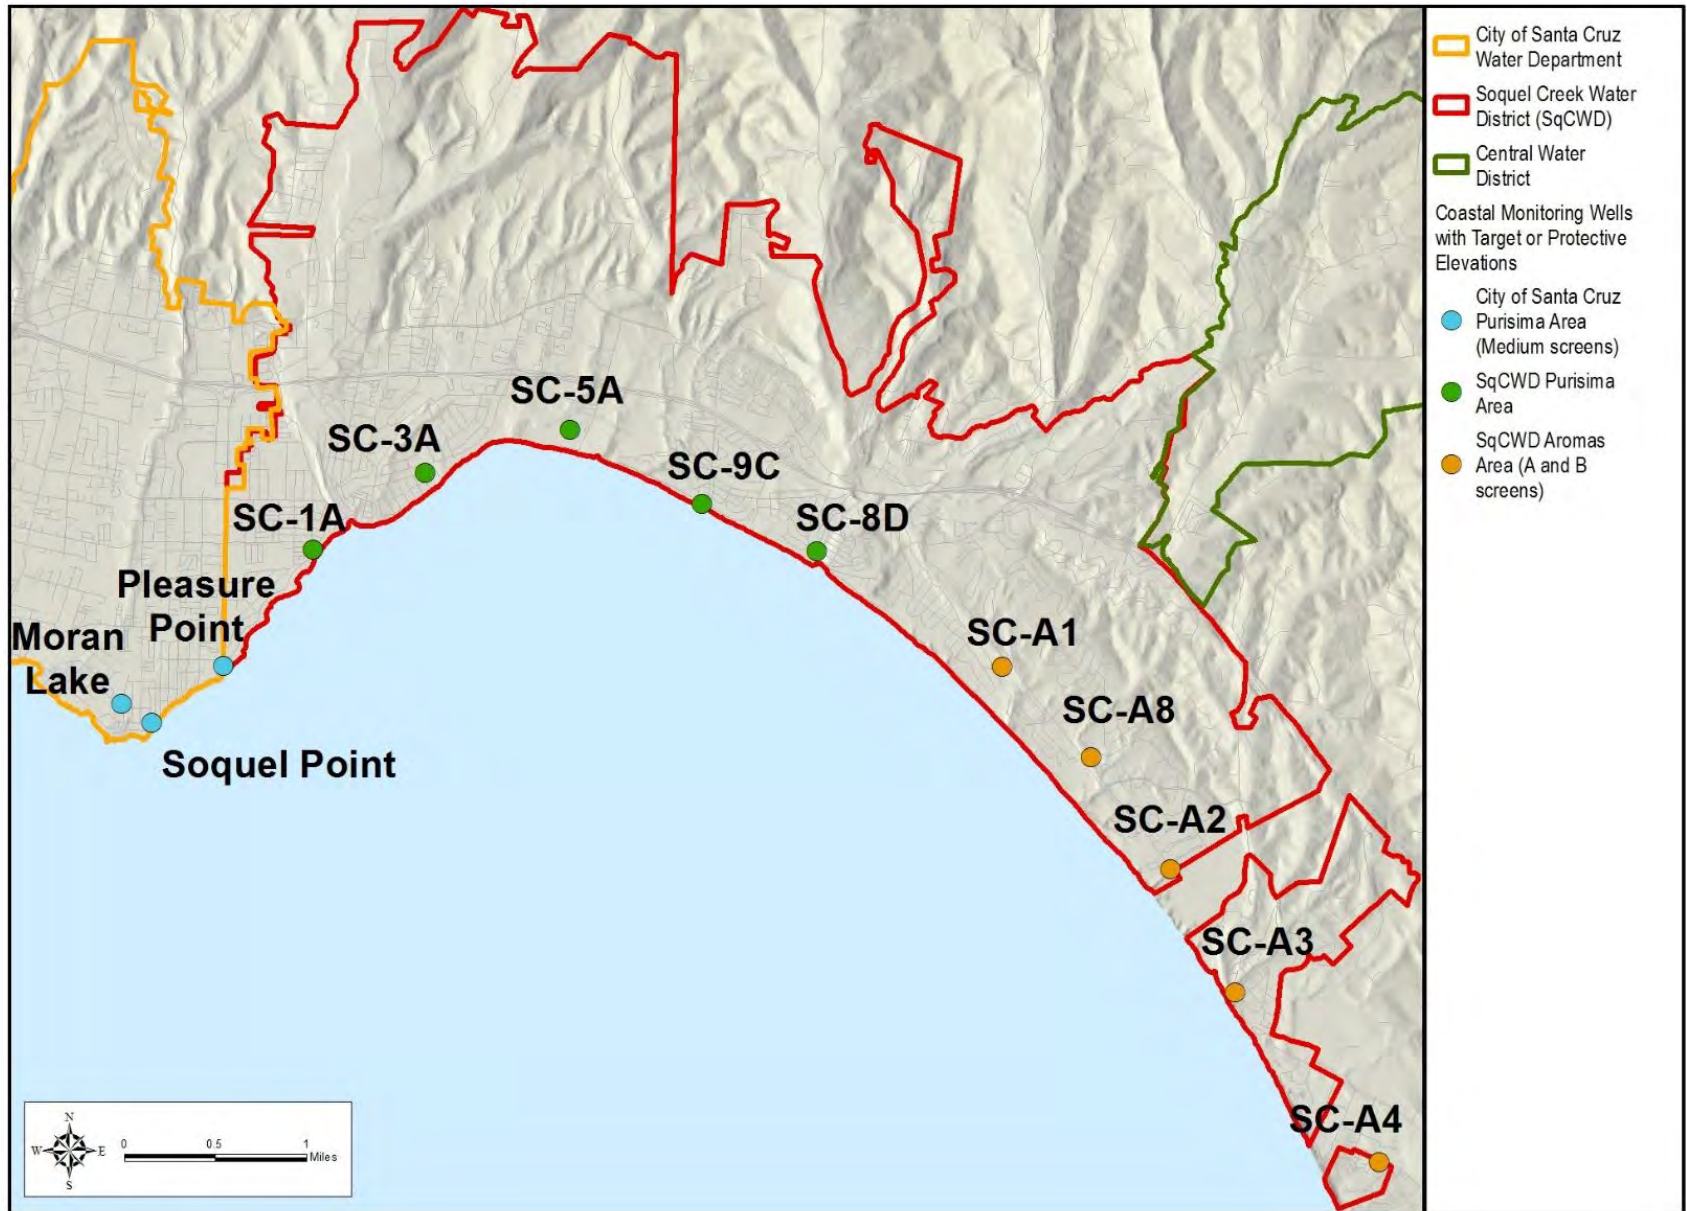 City of Santa Cruz
Water Department
Soquel Creek Water
District (SqCWD)
Central Water
District
Coastal Monitoring Wells
with Target or Protective
Elevations
City of Santa Cruz
Purisima Area
(Medium screens)
SqCWD Purisima
Area
SqCWD Aromas
Area (A and B
screens)
SC-5A
SC-3A
SC-9C
SC-1A
SC-8D
Pleasure
Point
Moran
Lake
SC-A1
SC-A8
Soquel Point
SC-A2
SC-A3
SC-A4
N
W
E
S
0
0.5
1
Miles